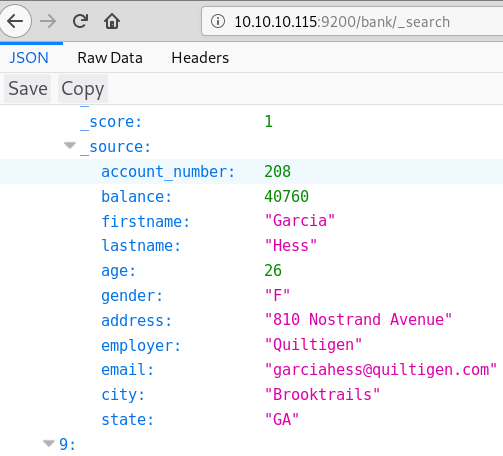 10.10.10.115:9200/bank/_search
JSON Raw Data Headers
Save Copy
_score: 1
_source:
account_number: 208
balance: 40760
firstname: "Garcia"
lastname: "Hess"
age: 26
gender: "F"
address: "810 Nostrand Avenue"
employer: "Quiltigen"
email: "garciahess@quiltigen.com"
city: "Brooktrails"
state: "GA"
9: